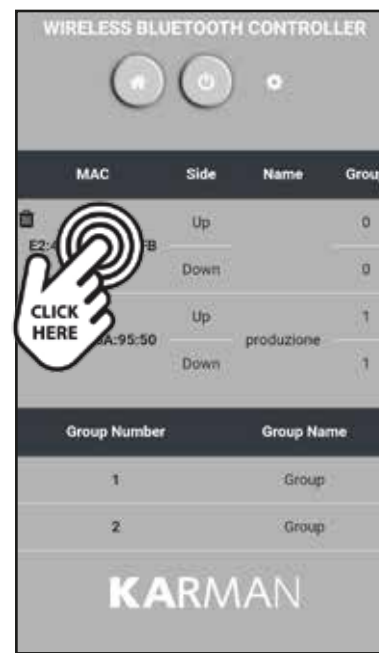 WIRELESS BLUETOOTH CONTROLLER
MAC Side Name Group
E2:4 FB
Up 0
Down 0
CLICK
HERE
Up 1
A:95:50 produzione
Down 1
Group Number Group Name
1 Group
2 Group
KARMAN